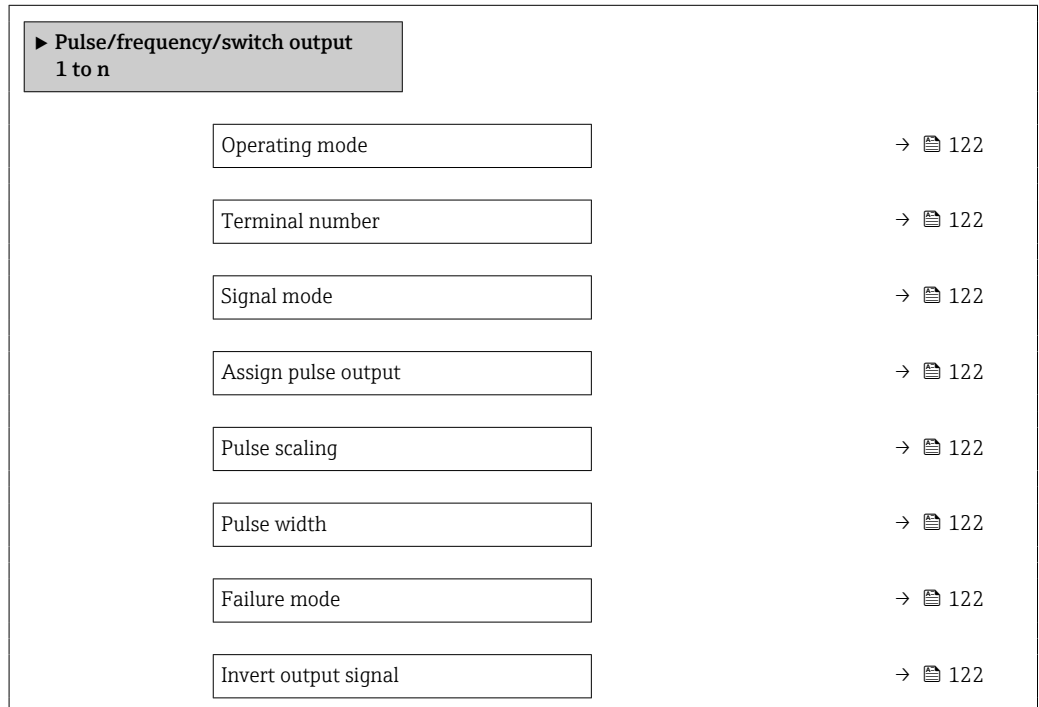 ► Pulse/frequency/switch output
1 to n
Operating mode → 122
Terminal number → 122
Signal mode → 122
Assign pulse output → 122
Pulse scaling → 122
Pulse width → 122
Failure mode → 122
Invert output signal → 122